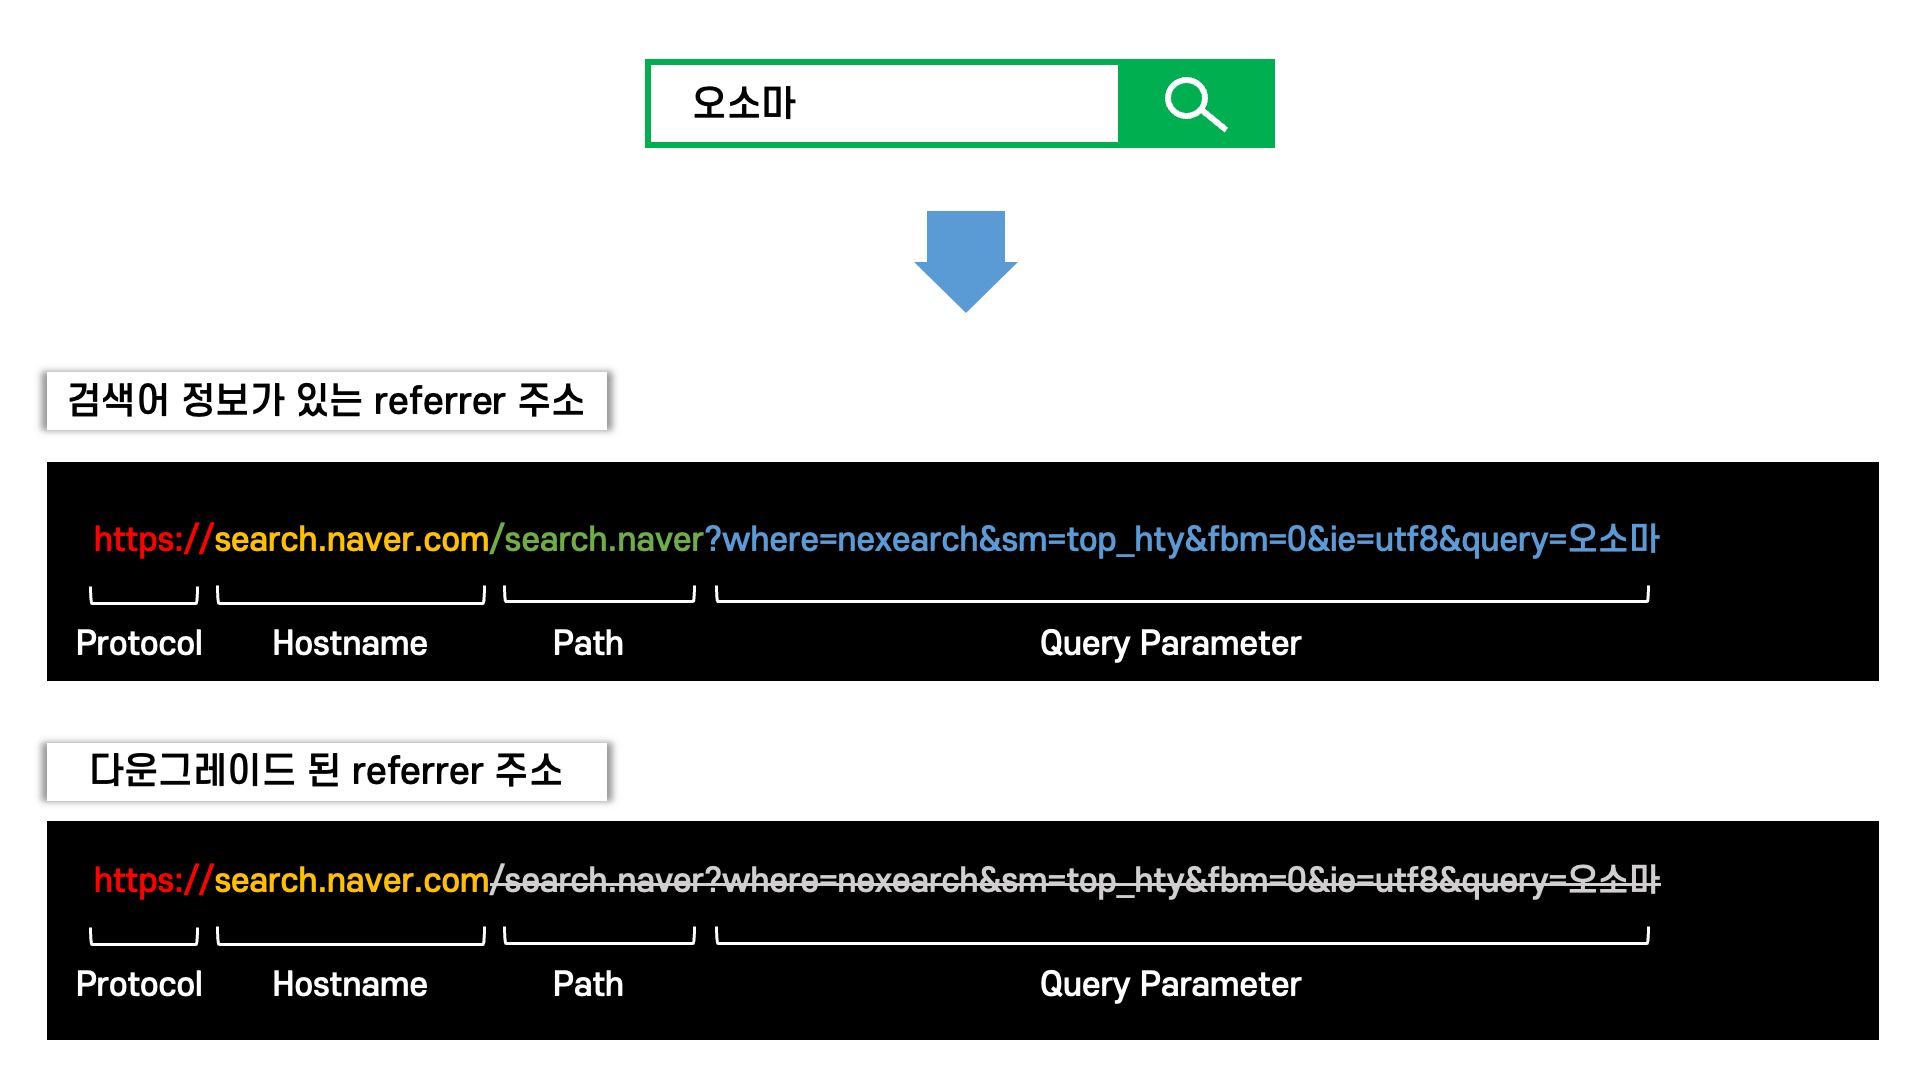 오소마
검색어 정보가 있는 referrer 주소
https://search.naver.com/search.naver?where=nexearch&sm=top_hty&fbm=0&ie=utf8&query=오소마
Protocol Hostname Path Query Parameter
다운그레이드 된 referrer 주소
https://search.naver.com/search.naver?where=nexearch&sm=top_hty&fbm=0&ie=utf8&query=오소마
Protocol Hostname Path Query Parameter